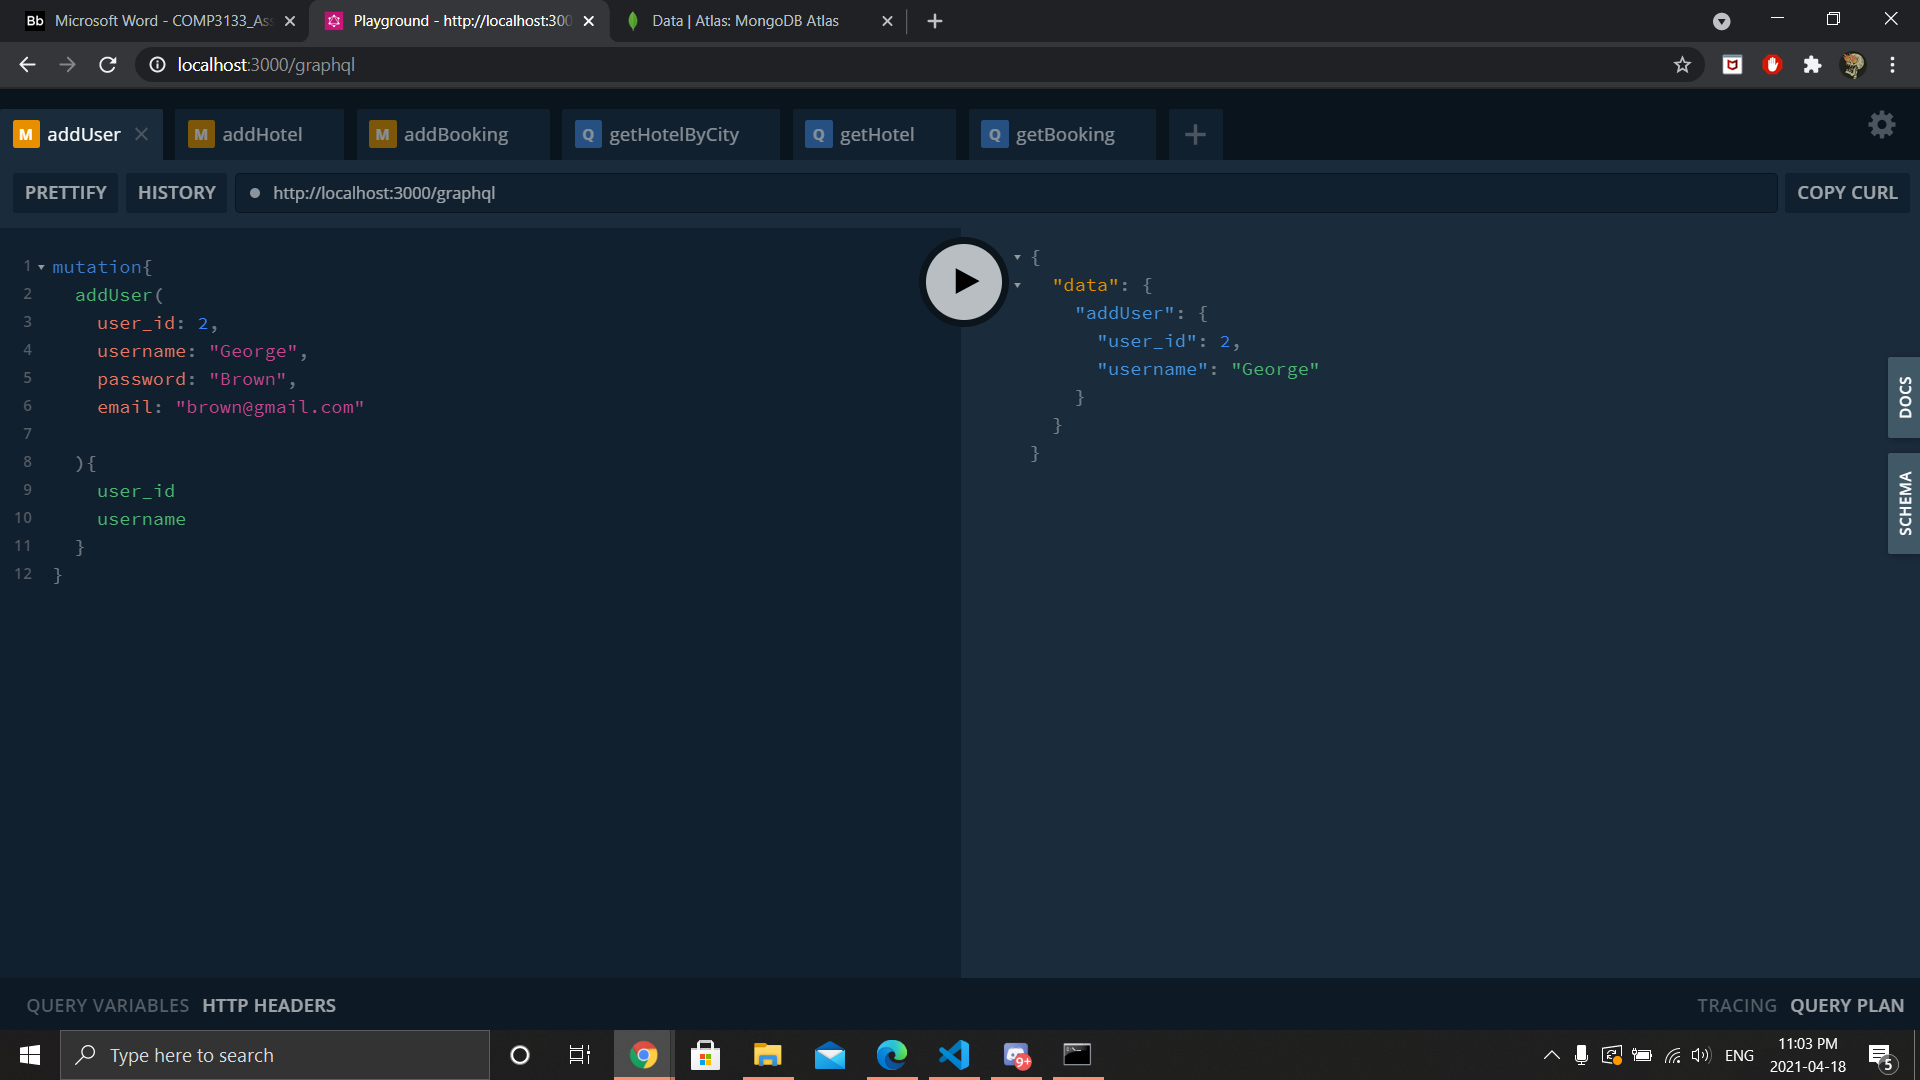 Bb Microsoft Word - COMP3133_Ass
Playground - http://localhost:300
Data | Atlas: MongoDB Atlas
localhost:3000/graphql
M addUser
M addHotel
M addBooking
Q getHotelByCity
Q getHotel
Q getBooking
PRETTIFY
HISTORY
http://localhost:3000/graphql
COPY CURL
1 mutation{
2 addUser(
3 user_id: 2,
4 username: "George",
5 password: "Brown",
6 email: "brown@gmail.com"
7
8 ){
9 user_id
10 username
11 }
12 }
{
"data": {
"addUser": {
"user_id": 2,
"username": "George"
}
}
}
DOCS
SCHEMA
QUERY VARIABLES HTTP HEADERS
TRACING QUERY PLAN
Type here to search
9+
ENG
11:03 PM
2021-04-18
5